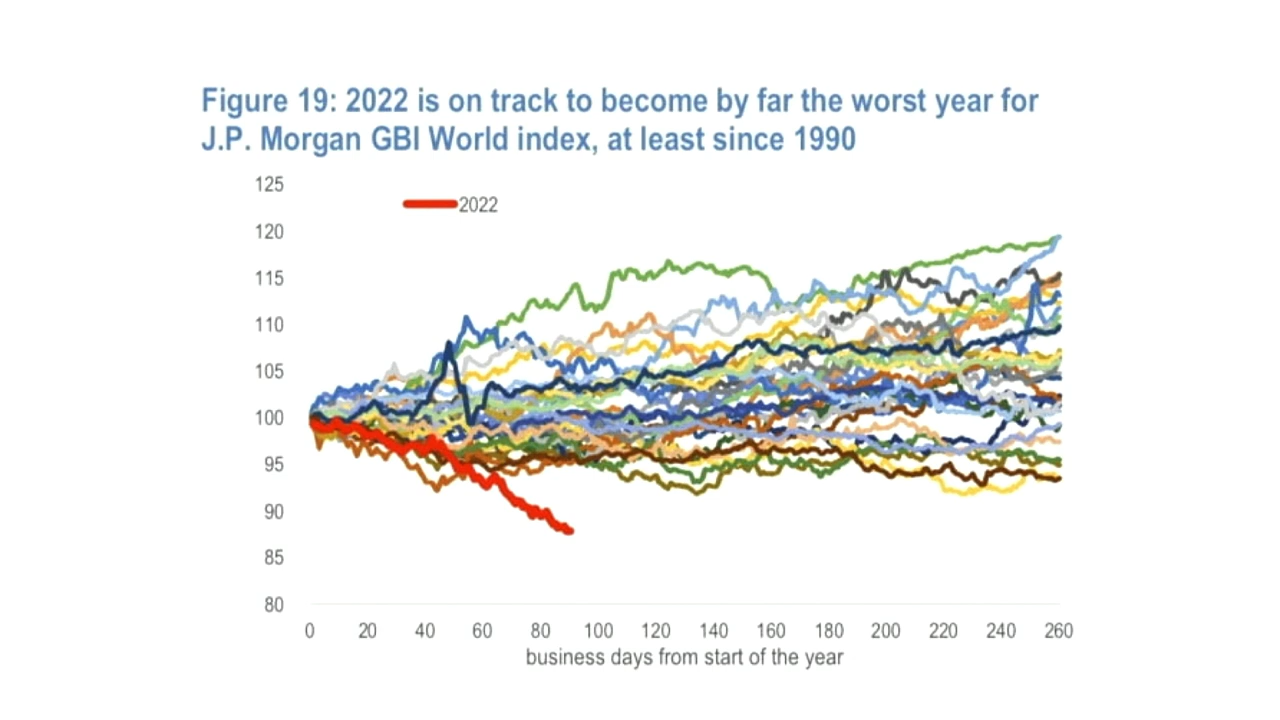 Figure 19: 2022 is on track to become by far the worst year for
J.P. Morgan GBI World index, at least since 1990
125
2022
120
115
110
105
100
95
90
85
80
0 20 40 60 80 100 120 140 160 180 200 220 240 260
business days from start of the year